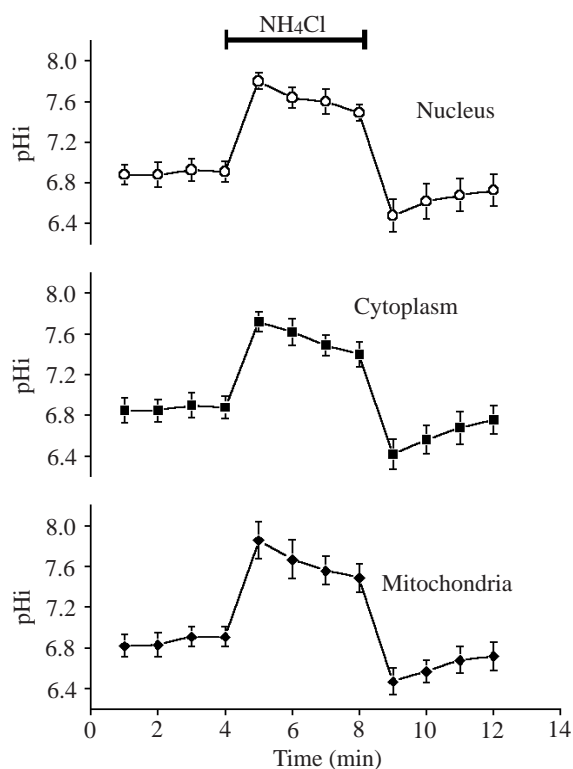 NH₄Cl
8.0
7.6
7.2
6.8
6.4
pHi
Nucleus
8.0
7.6
7.2
6.8
6.4
pHi
Cytoplasm
8.0
7.6
7.2
6.8
6.4
pHi
Mitochondria
0 2 4 6 8 10 12 14
Time (min)